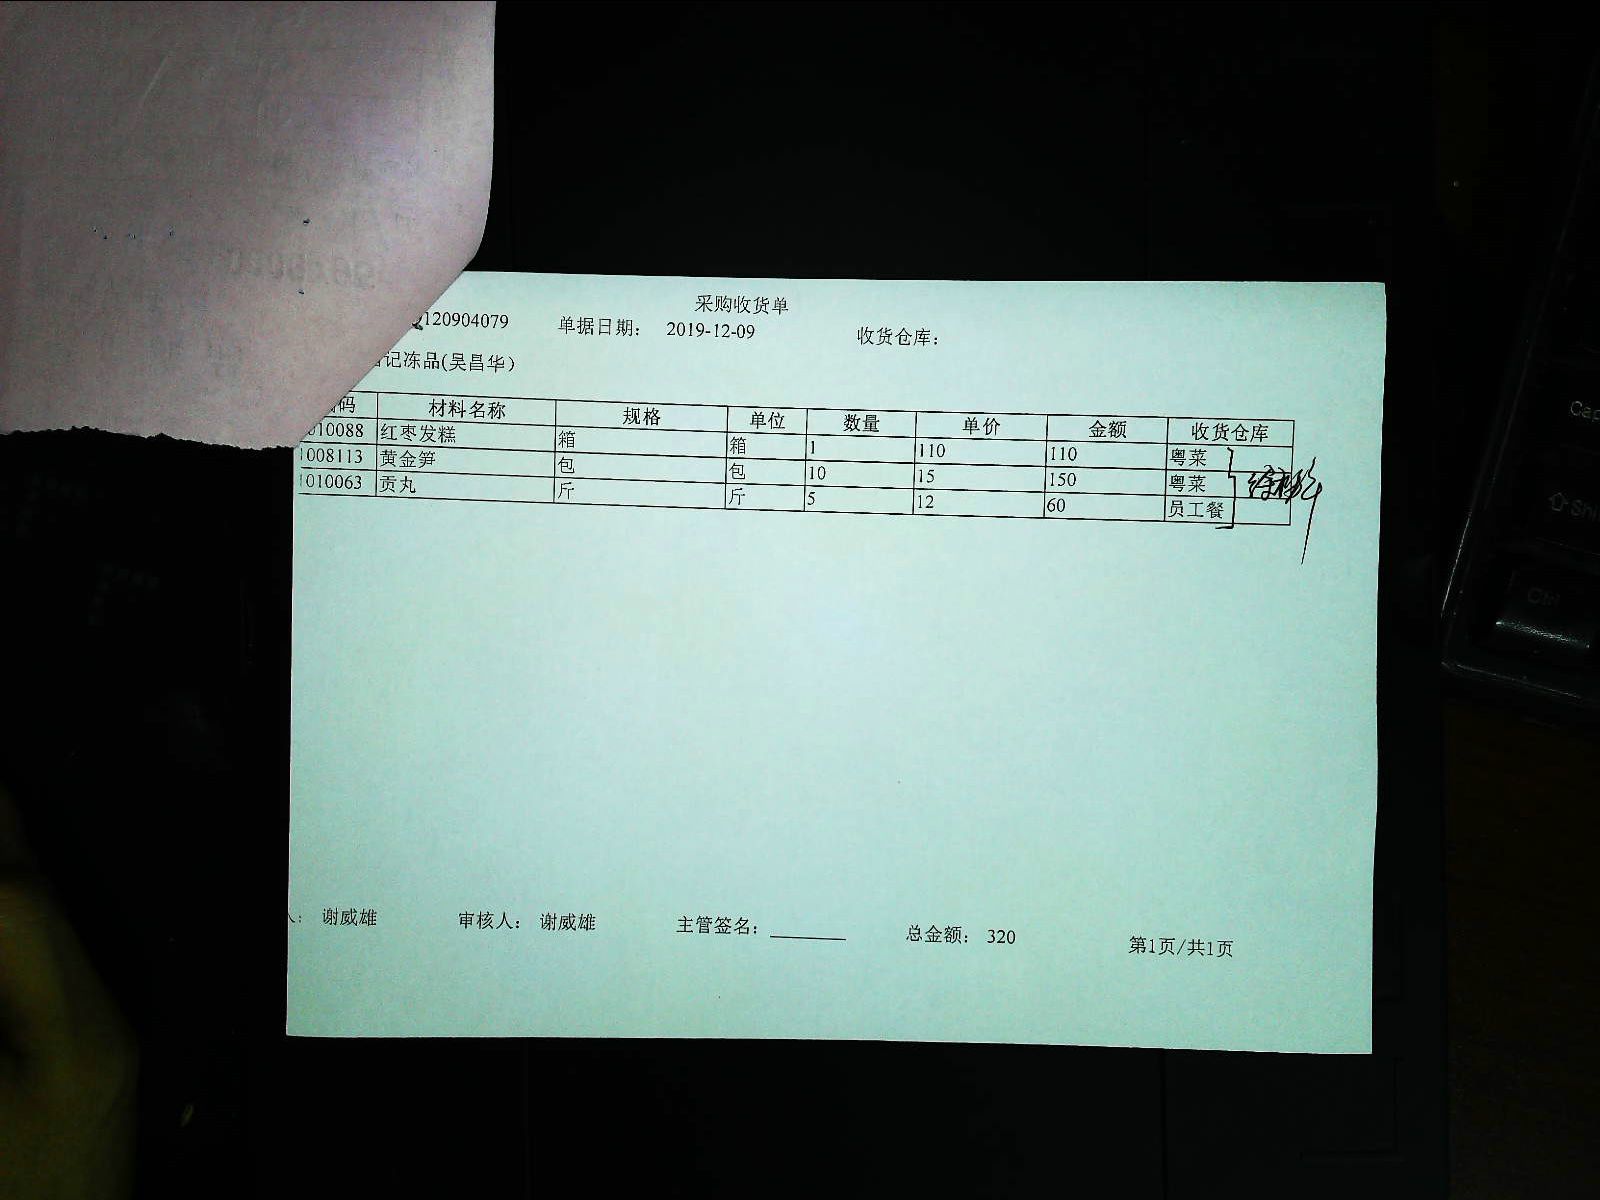 采购收货单
120904079 单据日期: 2019-12-09 收货仓库:
记冻品(吴昌华)
码 材料名称 规格 单位 数量 单价 金额 收货仓库
010088 红枣发糕 箱 箱 1 110 110 粤菜
1008113 黄金笋 包 包 10 15 150 粤菜
1010063 贡丸 斤 斤 5 12 60 员工餐
人: 谢威雄 审核人: 谢威雄 主管签名: 总金额: 320 第1页/共1页
Ctrl